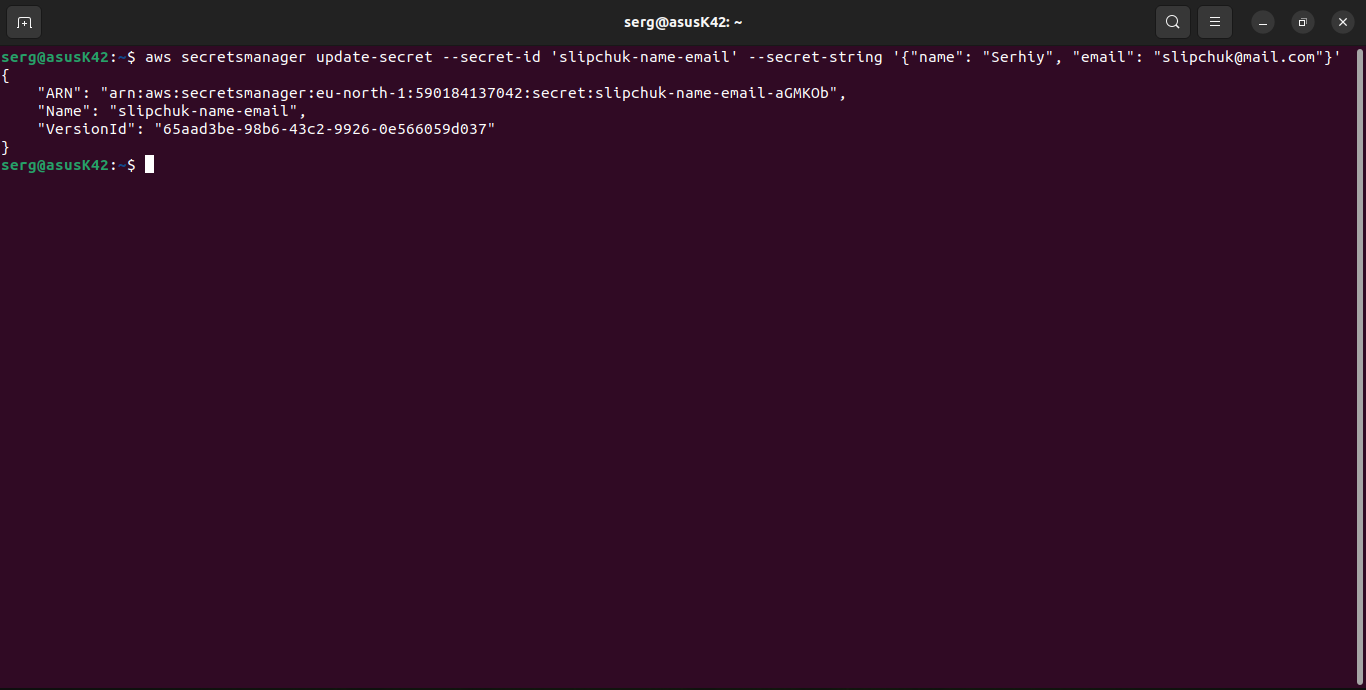 serg@asusK42: ~
serg@asusK42:~$ aws secretsmanager update-secret --secret-id 'slipchuk-name-email' --secret-string '{"name": "Serhiy", "email": "slipchuk@mail.com"}'
{
    "ARN": "arn:aws:secretsmanager:eu-north-1:590184137042:secret:slipchuk-name-email-aGMKOb",
    "Name": "slipchuk-name-email",
    "VersionId": "65aad3be-98b6-43c2-9926-0e566059d037"
}
serg@asusK42:~$